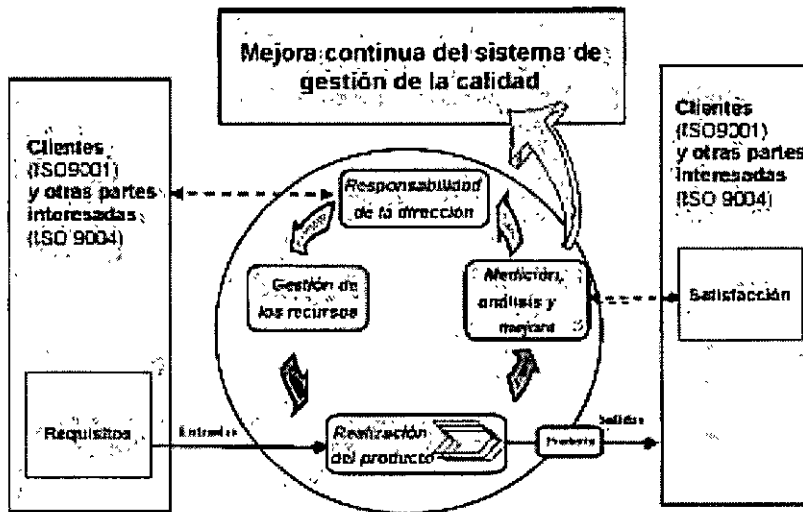 Mejora continua del sistema de
gestión de la calidad
Clientes
(ISO9001)
y otras partes
interesadas
(ISO 9004)
Requisitos
Entradas
Responsabilidad
de la dirección
Gestión de
los recursos
Medición,
análisis y
mejora
Realización
del producto
Producto
Salidas
Clientes
(ISO9001)
y otras partes
interesadas
(ISO 9004)
Satisfacción